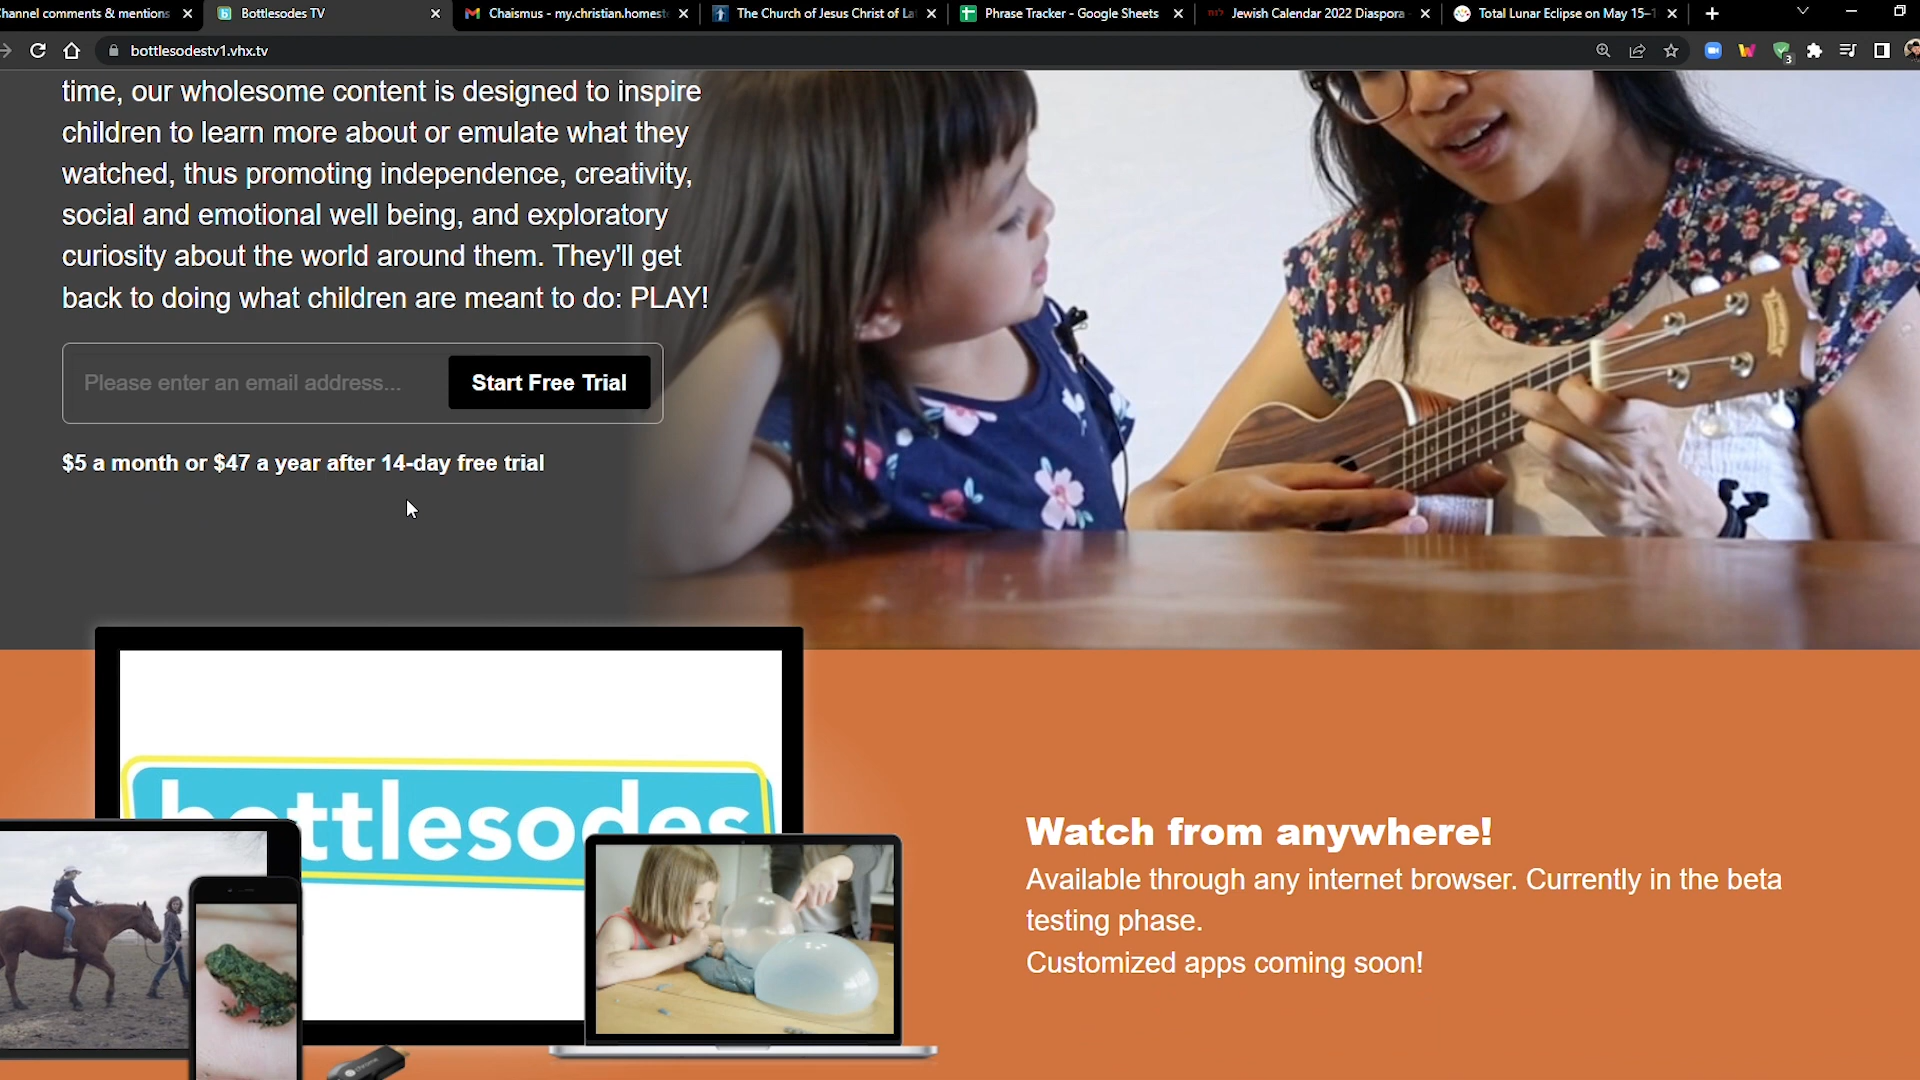 hannel comments & mentions
Bottlesodes TV
Chaismus - my.christian.homest
The Church of Jesus Christ of La
Phrase Tracker - Google Sheets
Jewish Calendar 2022 Diaspora
Total Lunar Eclipse on May 15–1
bottlesodestv1.vhx.tv
3
time, our wholesome content is designed to inspire
children to learn more about or emulate what they
watched, thus promoting independence, creativity,
social and emotional well being, and exploratory
curiosity about the world around them. They'll get
back to doing what children are meant to do: PLAY!
Please enter an email address...
Start Free Trial
$5 a month or $47 a year after 14-day free trial
bottlesodes
Watch from anywhere!
Available through any internet browser. Currently in the beta
testing phase.
Customized apps coming soon!